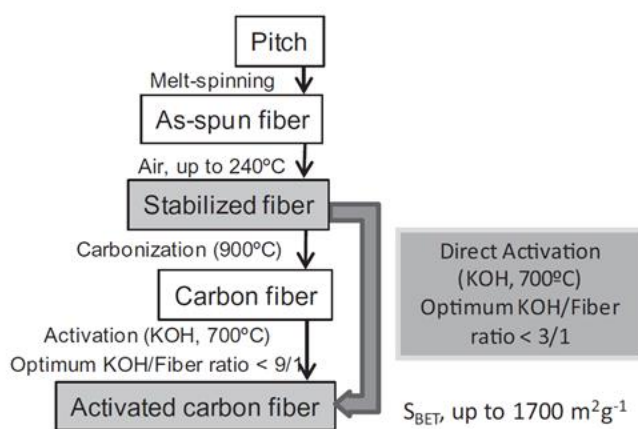 Pitch
Melt-spinning
As-spun fiber
Air, up to 240ºC
Stabilized fiber
Carbonization (900ºC)
Carbon fiber
Activation (KOH, 700ºC)
Optimum KOH/Fiber ratio < 9/1
Activated carbon fiber
Direct Activation
(KOH, 700ºC)
Optimum KOH/Fiber
ratio < 3/1
S_BET, up to 1700 m²g⁻¹